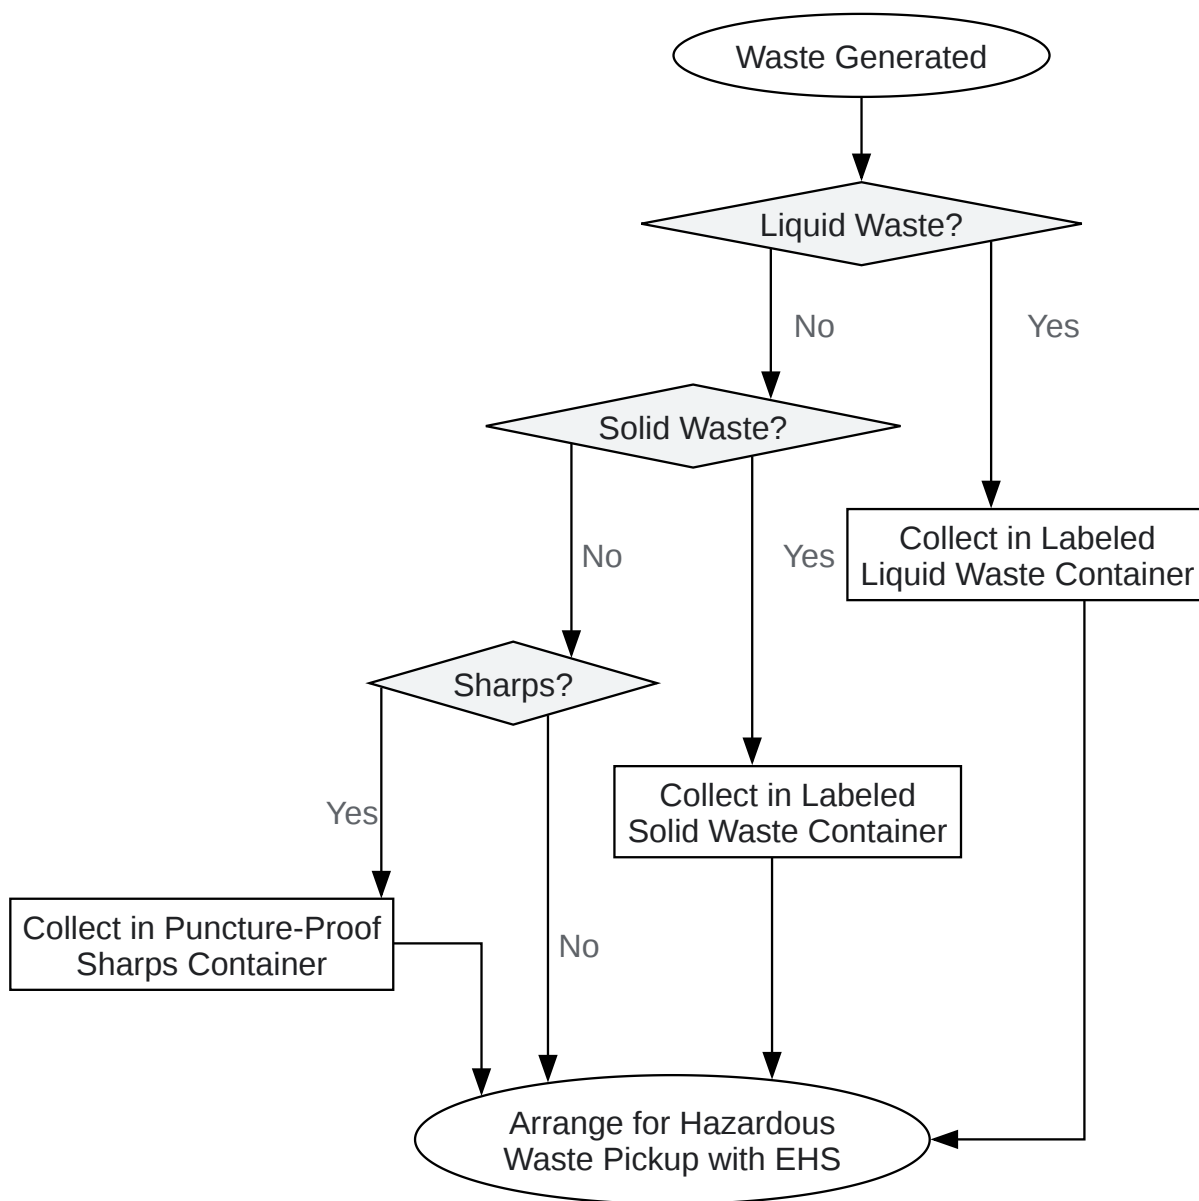 Waste Generated
Liquid Waste?
No
Yes
Solid Waste?
No
Yes
Collect in Labeled
Liquid Waste Container
Sharps?
Yes
Collect in Labeled
Solid Waste Container
Collect in Puncture-Proof
Sharps Container
No
Arrange for Hazardous
Waste Pickup with EHS